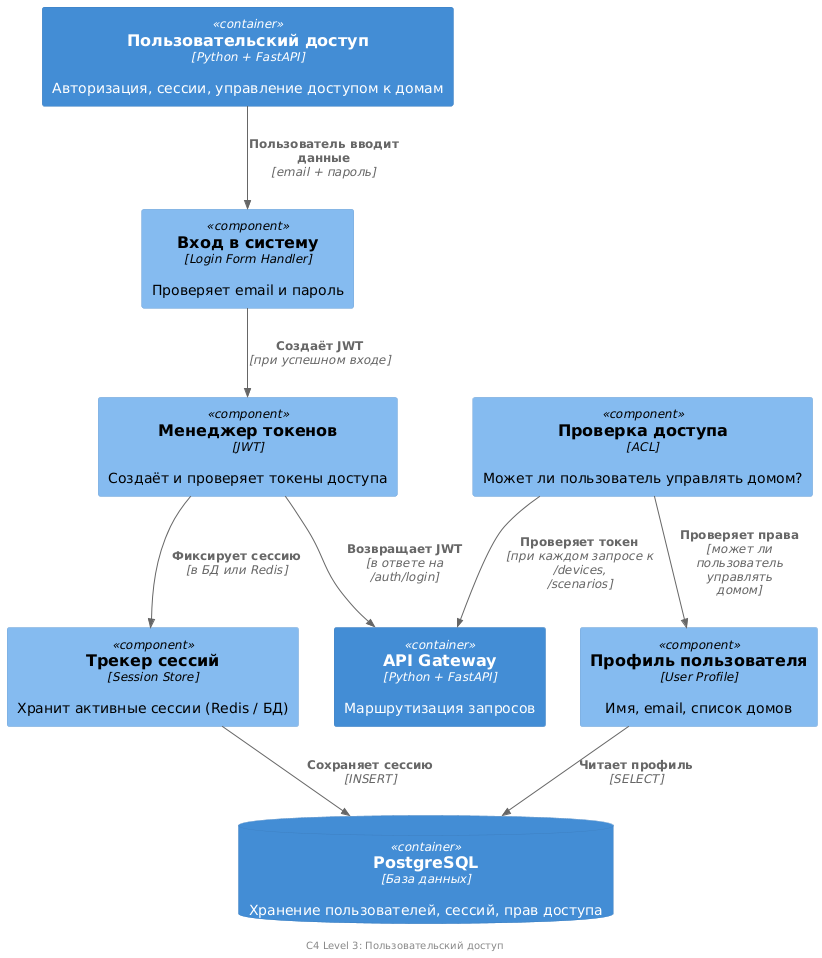 «container»
Пользовательский доступ
[Python + FastAPI]
Авторизация, сессии, управление доступом к домам
Пользователь вводит
данные
[email + пароль]
«component»
Вход в систему
[Login Form Handler]
Проверяет email и пароль
Создаёт JWT
[при успешном входе]
«component»
Менеджер токенов
[JWT]
Создаёт и проверяет токены доступа
«component»
Проверка доступа
[ACL]
Может ли пользователь управлять домом?
Фиксирует сессию
[в БД или Redis]
Возвращает JWT
[в ответе на
/auth/login]
Проверяет токен
[при каждом запросе к
/devices,
/scenarios]
Проверяет права
[может ли
пользователь
управлять
домом]
«component»
Трекер сессий
[Session Store]
Хранит активные сессии (Redis / БД)
«container»
API Gateway
[Python + FastAPI]
Маршрутизация запросов
«component»
Профиль пользователя
[User Profile]
Имя, email, список домов
Сохраняет сессию
[INSERT]
Читает профиль
[SELECT]
«container»
PostgreSQL
[База данных]
Хранение пользователей, сессий, прав доступа
C4 Level 3: Пользовательский доступ